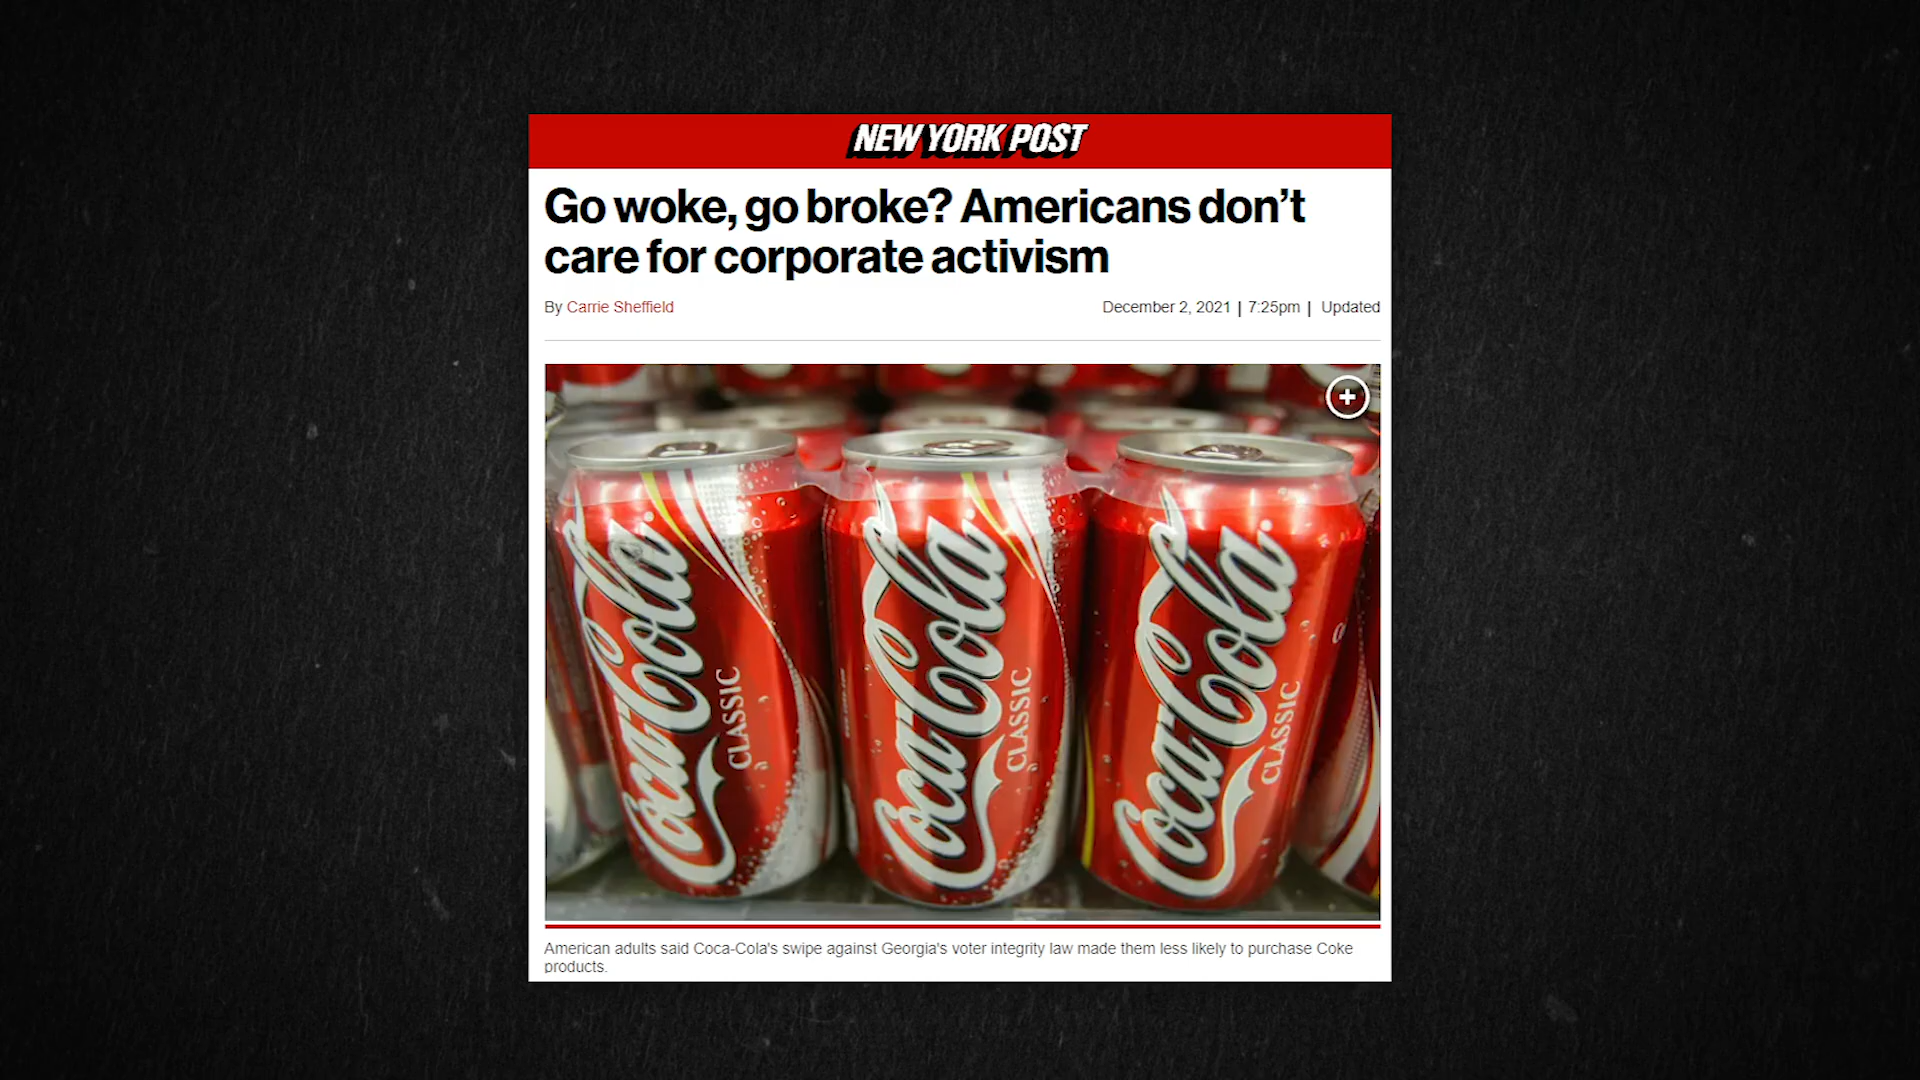 NEW YORK POST
Go woke, go broke? Americans don't
care for corporate activism
By Carrie Sheffield
December 2, 2021 | 7:25pm | Updated
Coca-Cola
CLASSIC
Coca-Cola
CLASSIC
Coca-Cola
CLASSIC
American adults said Coca-Cola's swipe against Georgia's voter integrity law made them less likely to purchase Coke
products.